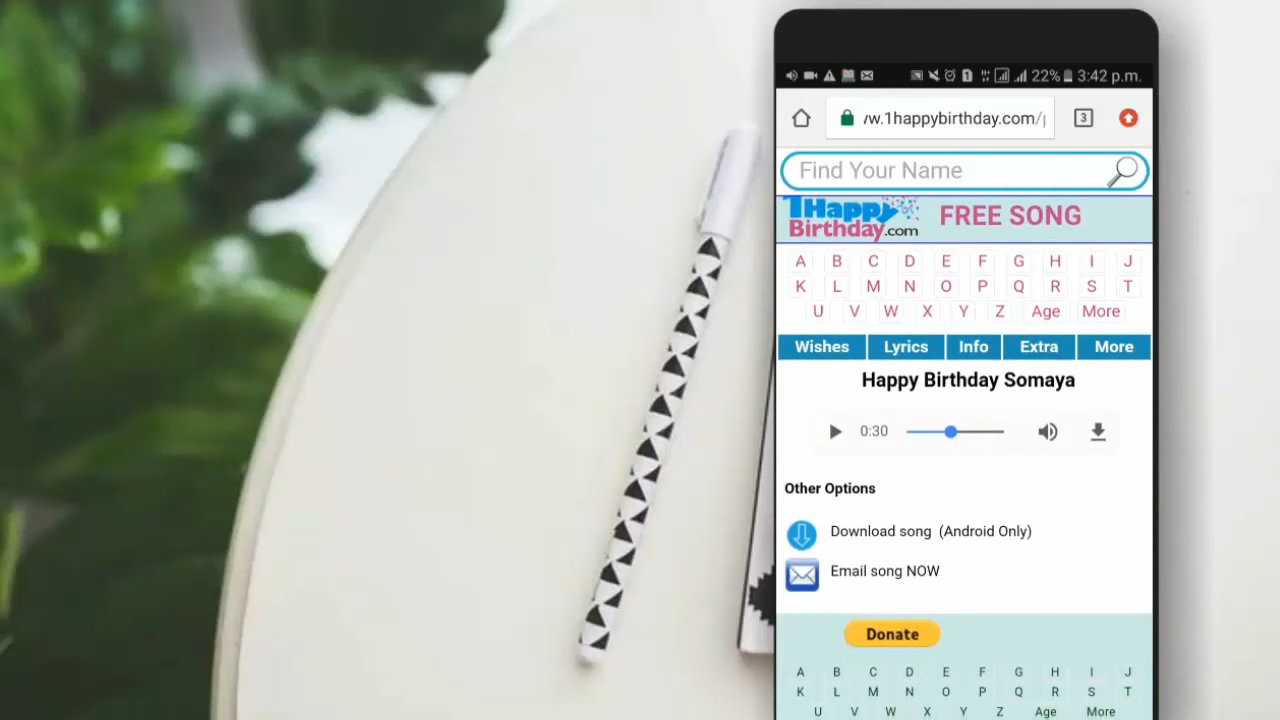 22% 3:42 p.m.
w.1happybirthday.com/p
3
Find Your Name
1Happy
Birthday.com
FREE SONG
A B C D E F G H I J
K L M N O P Q R S T
U V W X Y Z Age More
Wishes Lyrics Info Extra More
Happy Birthday Somaya
0:30
Other Options
Download song (Android Only)
Email song NOW
Donate
A B C D E F G H I J
K L M N O P Q R S T
U V W X Y Z Age More